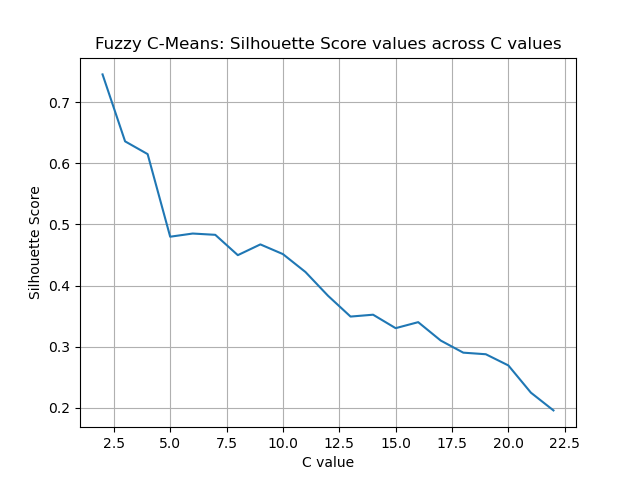 Fuzzy C-Means: Silhouette Score values across C values
0.7
0.6
0.5
0.4
0.3
0.2
Silhouette Score
2.5 5.0 7.5 10.0 12.5 15.0 17.5 20.0 22.5
C value